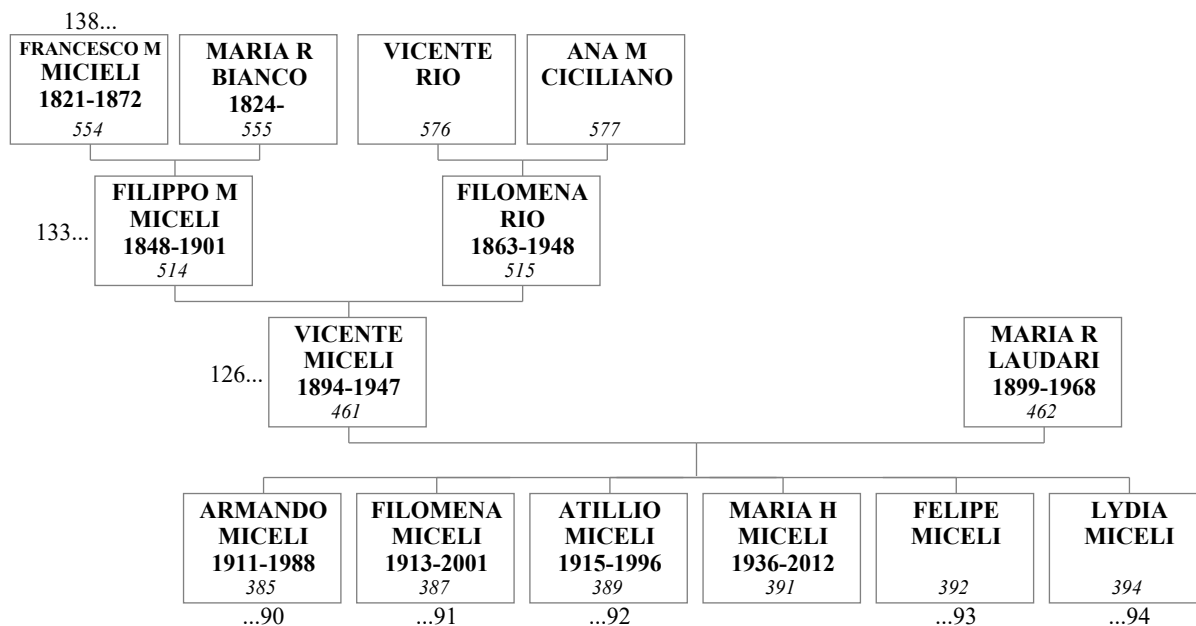 138...
FRANCESCO M
MICIELI
1821-1872
554
MARIA R
BIANCO
1824-
555
VICENTE
RIO
576
ANA M
CICILIANO
577
133...
FILIPPO M
MICELI
1848-1901
514
FILOMENA
RIO
1863-1948
515
126...
VICENTE
MICELI
1894-1947
461
MARIA R
LAUDARI
1899-1968
462
ARMANDO
MICELI
1911-1988
385
...90
FILOMENA
MICELI
1913-2001
387
...91
ATILLIO
MICELI
1915-1996
389
...92
MARIA H
MICELI
1936-2012
391
FELIPE
MICELI
392
...93
LYDIA
MICELI
394
...94